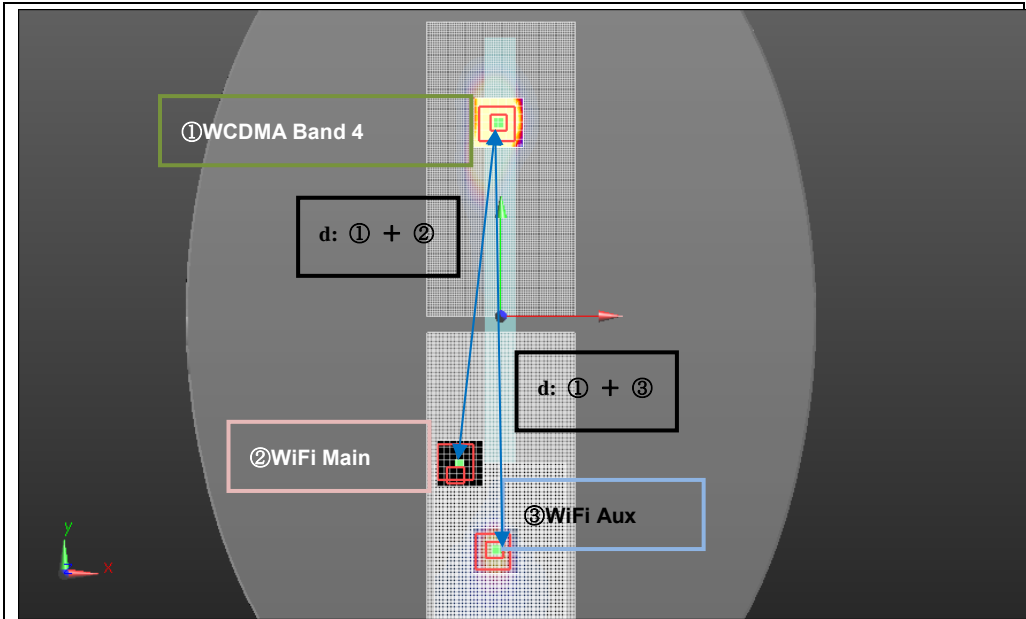 ①WCDMA Band 4
d: ① + ②
d: ① + ③
②WiFi Main
③WiFi Aux
y
x